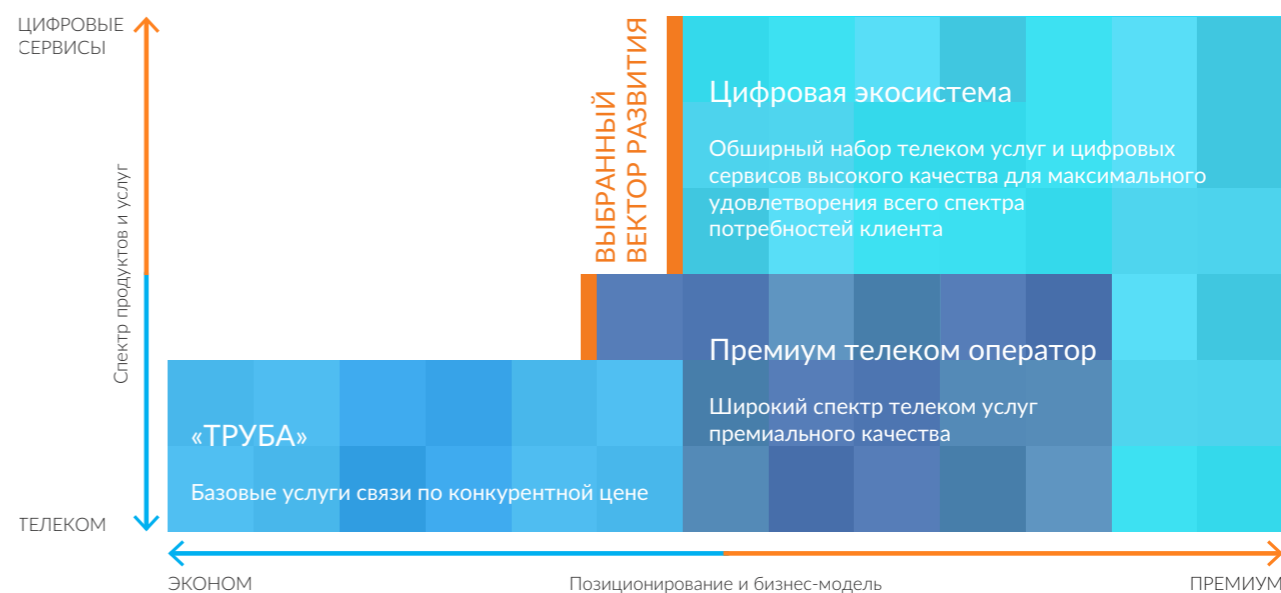 ЦИФРОВЫЕ
СЕРВИСЫ
Спектр продуктов и услуг
ТЕЛЕКОМ
ВЫБРАННЫЙ
ВЕКТОР РАЗВИТИЯ
Цифровая экосистема
Обширный набор телеком услуг и цифровых
сервисов высокого качества для максимального
удовлетворения всего спектра
потребностей клиента
Премиум телеком оператор
Широкий спектр телеком услуг
премиального качества
«ТРУБА»
Базовые услуги связи по конкурентной цене
ЭКОНОМ
Позиционирование и бизнес-модель
ПРЕМИУМ